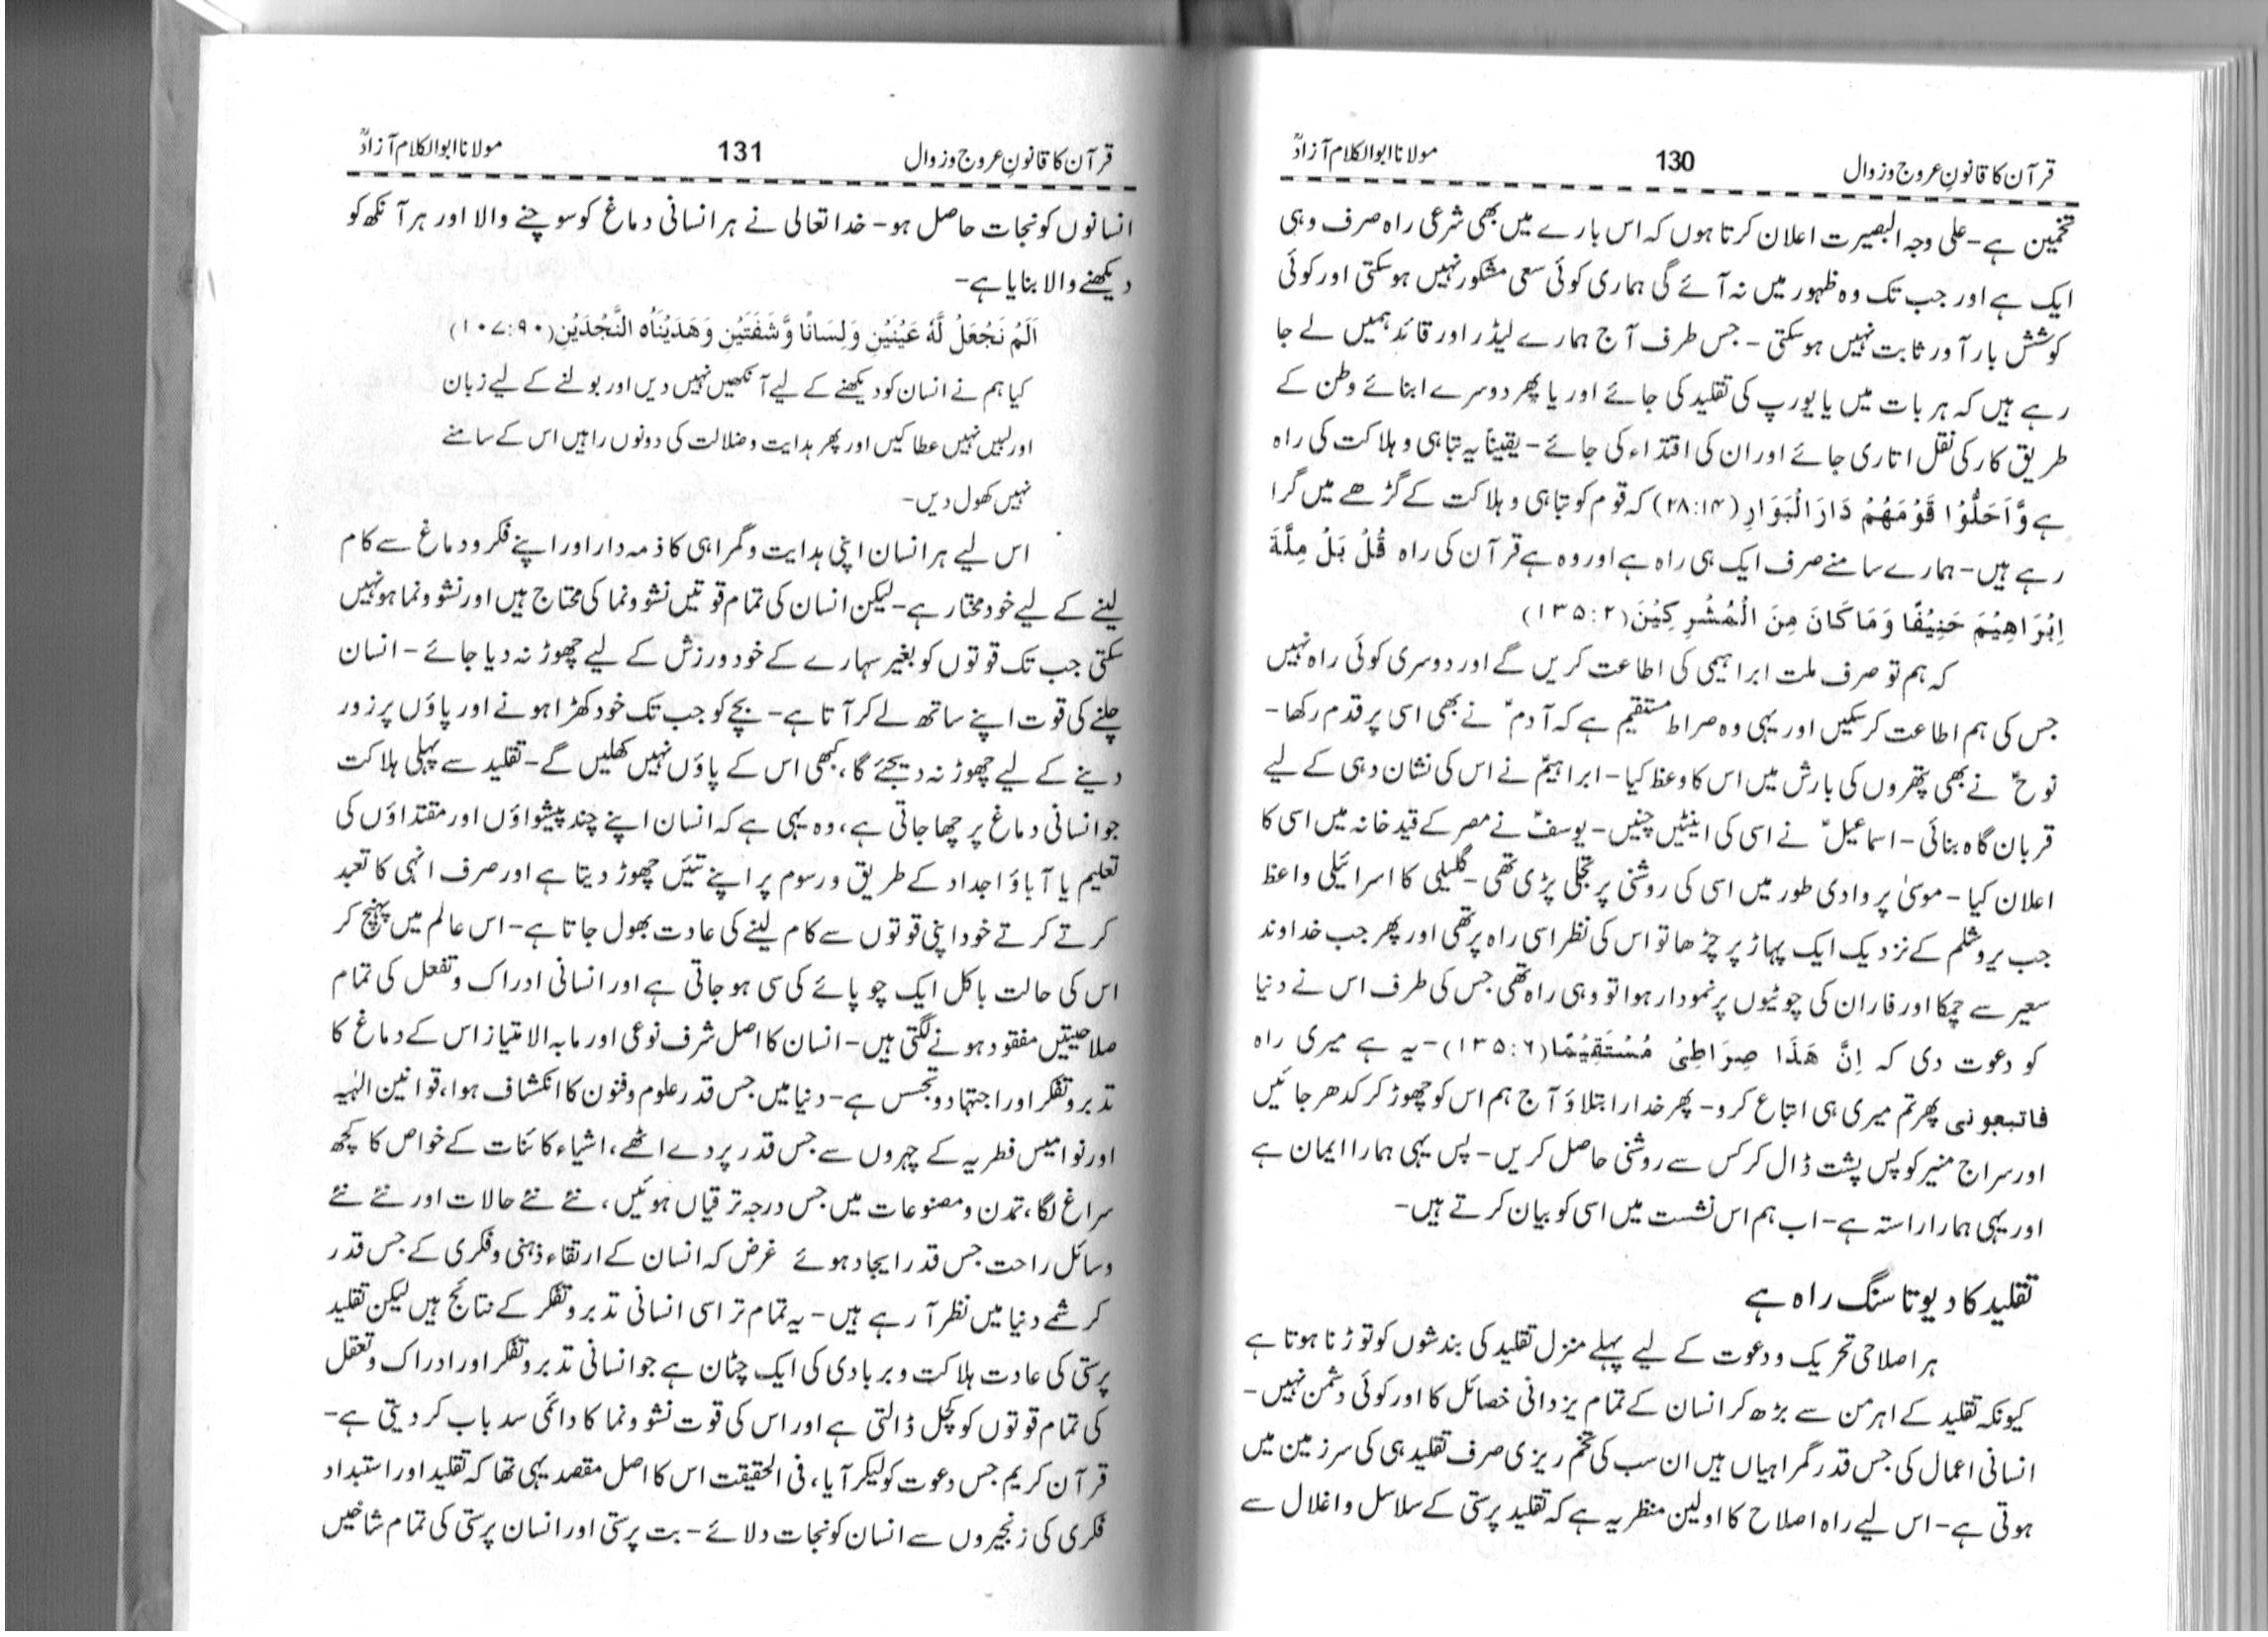 قرآن کا قانونِ عروج و زوال 130 مولانا ابوالکلام آزادؒ
تخمین ہے- علی وجہ البصیرت اعلان کرتا ہوں کہ اس بارے میں بھی شرعی راہ صرف وہی
ایک ہے اور جب تک وہ ظہور میں نہ آئے گی ہماری کوئی سعی مشکور نہیں ہوسکتی اور کوئی
کوشش بار آور ثابت نہیں ہوسکتی - جس طرف آج ہمارے لیڈر اور قائد ہمیں لے جا
رہے ہیں کہ ہر بات میں یا یورپ کی تقلید کی جائے اور یا پھر دوسرے ابنائے وطن کے
طریق کار کی نقل اتاری جائے اور ان کی اقتداء کی جائے - یقیناً یہ تباہی و ہلاکت کی راہ
ہے وَّاَحَلُّوْا قَوْمَهُمْ دَارَ الْبَوَارِ (۲۸:۱۴) کہ قوم کو تباہی و ہلاکت کے گڑھے میں گرا
رہے ہیں- ہمارے سامنے صرف ایک ہی راہ ہے اور وہ ہے قرآن کی راہ قُلْ بَلْ مِلَّةَ
اِبْرَاهِيْمَ حَنِيْفًا وَمَا كَانَ مِنَ الْمُشْرِكِيْنَ (۱۳۵:۲)
کہ ہم تو صرف ملت ابراہیمی کی اطاعت کریں گے اور دوسری کوئی راہ نہیں
جس کی ہم اطاعت کرسکیں اور یہی وہ صراط مستقیم ہے کہ آدمؑ نے بھی اسی پر قدم رکھا-
نوحؑ نے بھی پتھروں کی بارش میں اس کا وعظ کیا- ابراہیمؑ نے اس کی نشان دہی کے لیے
قربان گاہ بنائی - اسماعیلؑ نے اسی کی اینٹیں چنیں- یوسفؑ نے مصر کے قید خانہ میں اسی کا
اعلان کیا - موسیٰ پر وادی طور میں اسی کی روشنی پر تجلی پڑی تھی- گلیلی کا اسرائیلی واعظ
جب یروشلم کے نزدیک ایک پہاڑ پر چڑھا تو اس کی نظر اسی راہ پر تھی اور پھر جب خداوند
سعیر سے چمکا اور فاران کی چوٹیوں پر نمودار ہوا تو وہی راہ تھی جس کی طرف اس نے دنیا
کو دعوت دی کہ اِنَّ هَذَا صِرَاطِىْ مُسْتَقِيْمًا (۱۳۵:۶)- یہ ہے میری راہ
فاتبعونی پھر تم میری ہی اتباع کرو- پھر خدارا بتلاؤ آج ہم اس کو چھوڑ کر کدھر جائیں
اور سراج منیر کو پس پشت ڈال کر کس سے روشنی حاصل کریں- پس یہی ہمارا ایمان ہے
اور یہی ہمارا راستہ ہے- اب ہم اس نشست میں اسی کو بیان کرتے ہیں-
تقلید کا دیوتا سنگ راہ ہے
ہر اصلاحی تحریک و دعوت کے لیے پہلے منزل تقلید کی بندشوں کو توڑنا ہوتا ہے
کیونکہ تقلید کے اہرمن سے بڑھ کر انسان کے تمام یزدانی خصائل کا اور کوئی دشمن نہیں-
انسانی اعمال کی جس قدر گمراہیاں ہیں ان سب کی تخم ریزی صرف تقلید ہی کی سرزمین میں
ہوتی ہے- اس لیے راہ اصلاح کا اولین منظر یہ ہے کہ تقلید پرستی کے سلاسل و اغلال سے
قرآن کا قانونِ عروج و زوال 131 مولانا ابوالکلام آزادؒ
انسانوں کو نجات حاصل ہو- خدا تعالی نے ہر انسانی دماغ کو سوچنے والا اور ہر آنکھ کو
دیکھنے والا بنایا ہے-
اَلَمْ نَجْعَلْ لَّهٗ عَيْنَيْنِ وَلِسَانًا وَّشَفَتَيْنِ وَهَدَيْنَاهُ النَّجْدَيْنِ (۱۰۷:۹۰)
کیا ہم نے انسان کو دیکھنے کے لیے آنکھیں نہیں دیں اور بولنے کے لیے زبان
اور لبیں نہیں عطا کیں اور پھر ہدایت و ضلالت کی دونوں راہیں اس کے سامنے
نہیں کھول دیں-
اس لیے ہر انسان اپنی ہدایت و گمراہی کا ذمہ دار اور اپنے فکر و دماغ سے کام
لینے کے لیے خود مختار ہے- لیکن انسان کی تمام قوتیں نشوونما کی محتاج ہیں اور نشوونما ہو نہیں
سکتی جب تک قوتوں کو بغیر سہارے کے خود ورزش کے لیے چھوڑ نہ دیا جائے- انسان
چلنے کی قوت اپنے ساتھ لے کر آتا ہے- بچے کو جب تک خود کھڑا ہونے اور پاؤں پر زور
دینے کے لیے چھوڑ نہ دیجئے گا، کبھی اس کے پاؤں نہیں کھلیں گے- تقلید سے پہلی ہلاکت
جو انسانی دماغ پر چھا جاتی ہے، وہ یہی ہے کہ انسان اپنے چند پیشواؤں اور مقتداؤں کی
تعلیم یا آباؤ اجداد کے طریق و رسوم پر اپنے تئیں چھوڑ دیتا ہے اور صرف انہی کا تعبد
کرتے کرتے خود اپنی قوتوں سے کام لینے کی عادت بھول جاتا ہے- اس عالم میں پہنچ کر
اس کی حالت بالکل ایک چوپائے کی سی ہو جاتی ہے اور انسانی ادراک و تفعل کی تمام
صلاحیتیں مفقود ہونے لگتی ہیں- انسان کا اصل شرف نوعی اور مابہ الامتیاز اس کے دماغ کا
تدبر و تفکر اور اجتہاد و تجسس ہے- دنیا میں جس قدر علوم و فنون کا انکشاف ہوا، قوانین الٰہیہ
اور نوامیس فطریہ کے چہروں سے جس قدر پردے اٹھے، اشیاء کائنات کے خواص کا کچھ
سراغ لگا، تمدن و مصنوعات میں جس درجہ ترقیاں ہوئیں، نئے نئے حالات اور نئے نئے
وسائل راحت جس قدر ایجاد ہوئے غرض کہ انسان کے ارتقاء ذہنی و فکری کے جس قدر
کرشمے دنیا میں نظر آ رہے ہیں- یہ تمام تر اسی انسانی تدبر و تفکر کے نتائج ہیں لیکن تقلید
پرستی کی عادت ہلاکت و بربادی کی ایک چٹان ہے جو انسانی تدبر و تفکر اور ادراک و تعقل
کی تمام قوتوں کو کچل ڈالتی ہے اور اس کی قوت نشوونما کا دائمی سدباب کر دیتی ہے-
قرآن کریم جس دعوت کو لیکر آیا، فی الحقیقت اس کا اصل مقصد یہی تھا کہ تقلید اور استبداد
فکری کی زنجیروں سے انسان کو نجات دلائے- بت پرستی اور انسان پرستی کی تمام شاخیں